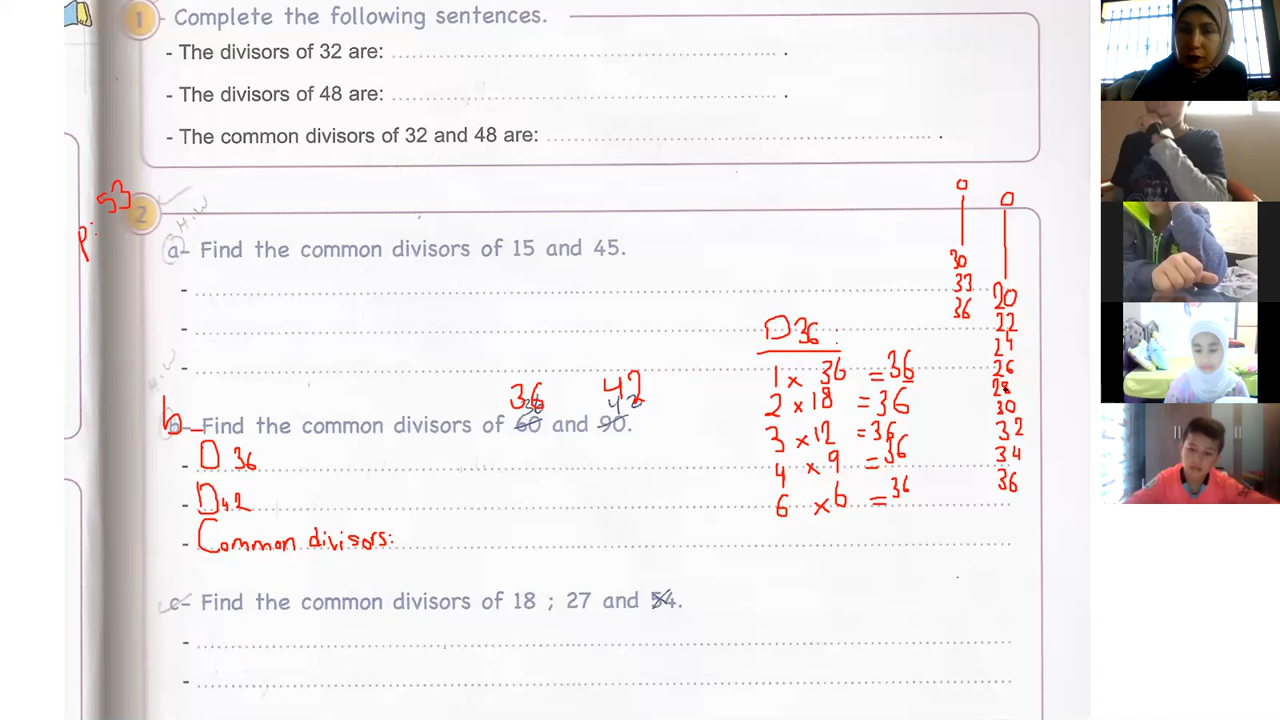 1 Complete the following sentences.
- The divisors of 32 are: .
- The divisors of 48 are: .
- The common divisors of 32 and 48 are: .
p: 53
2
H.W
a- Find the common divisors of 15 and 45.
-
-
-
H.W
36 42
b- Find the common divisors of 60 and 90.
- D 36
- D 42
- Common divisors:
c- Find the common divisors of 18 ; 27 and 54.
-
-
D 36 :
1 x 36 = 36
2 x 18 = 36
3 x 12 = 36
4 x 9 = 36
6 x 6 = 36
0
30
33
36
0
20
22
24
26
28
30
32
34
36